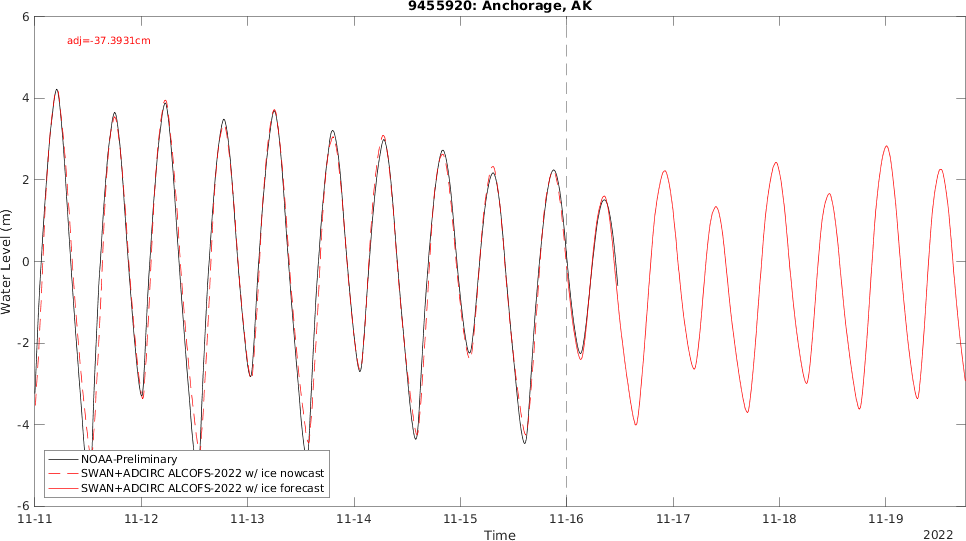 9455920: Anchorage, AK
adj=-37.3931cm
Water Level (m)
6
4
2
0
-2
-4
-6
NOAA-Preliminary
SWAN+ADCIRC ALCOFS-2022 w/ ice nowcast
SWAN+ADCIRC ALCOFS-2022 w/ ice forecast
11-11 11-12 11-13 11-14 11-15 11-16 11-17 11-18 11-19
Time
2022